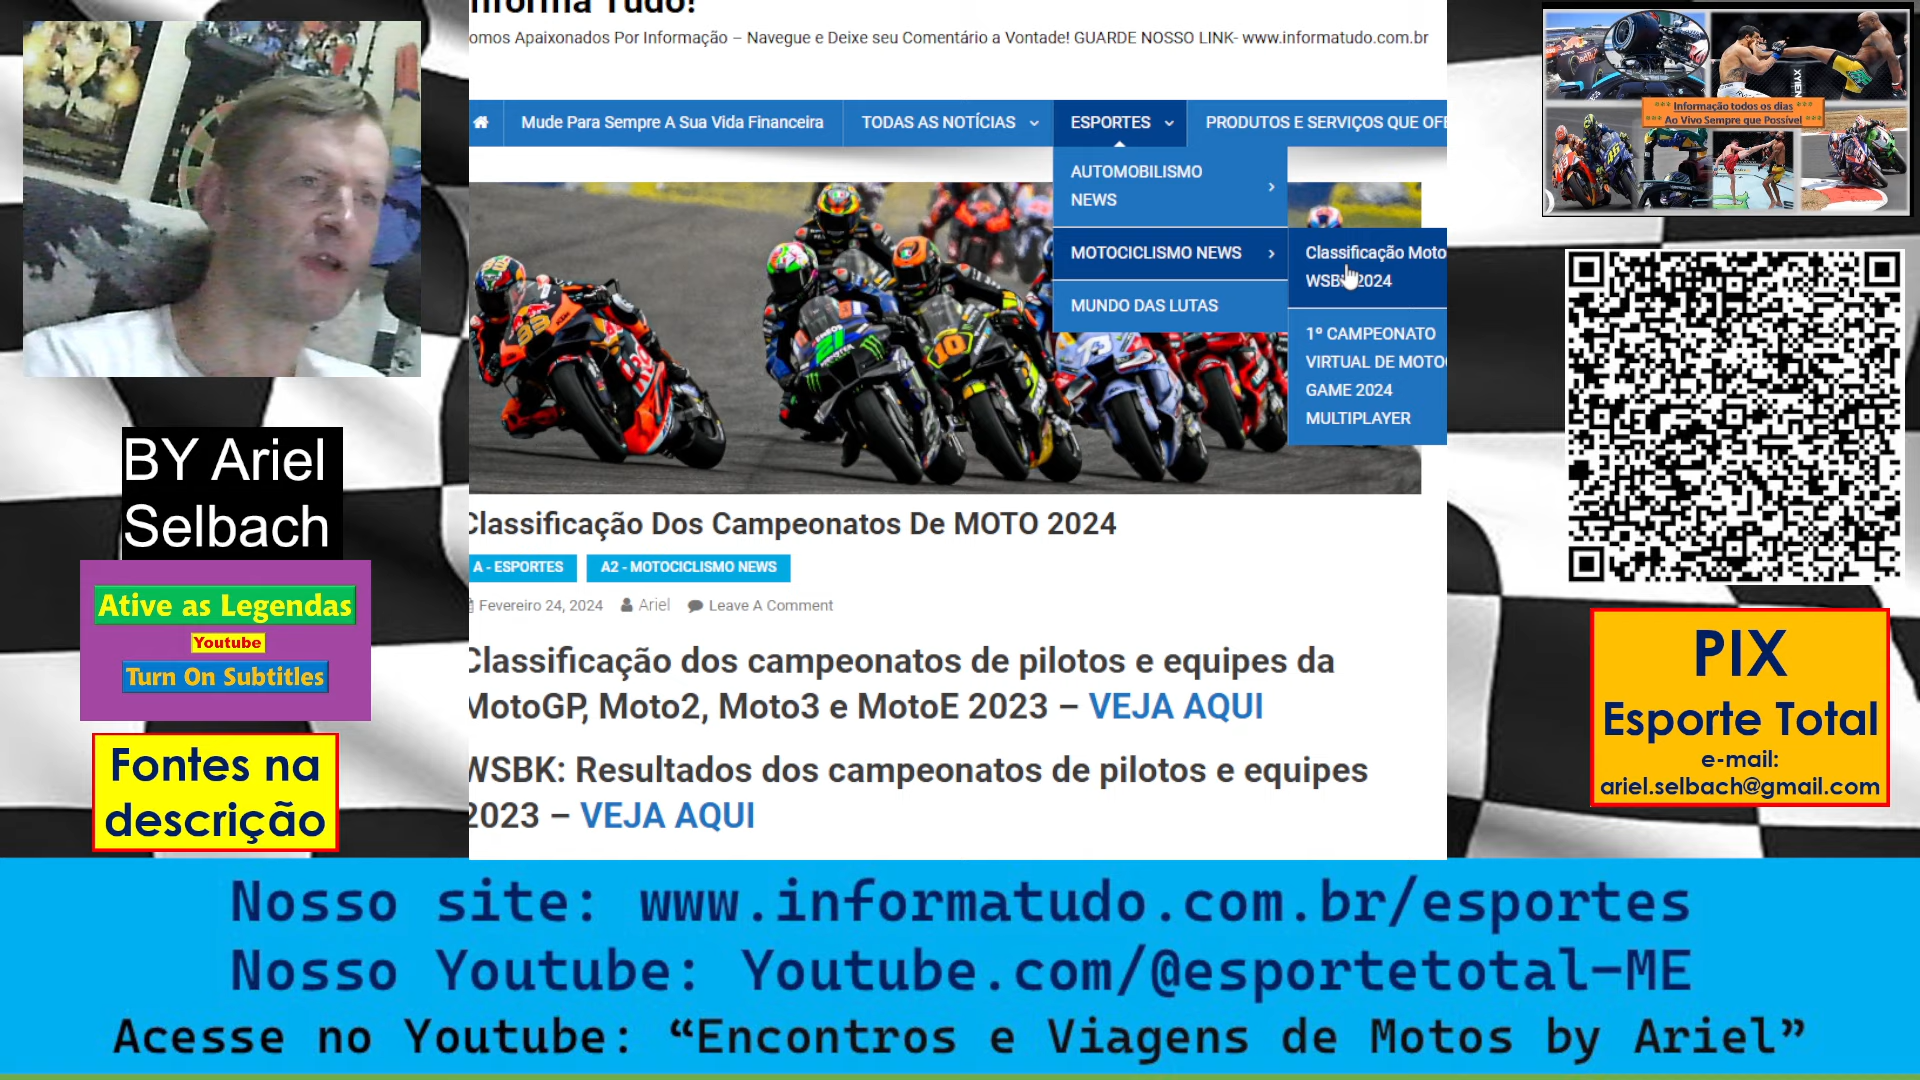 Informa Tudo!
omos Apaixonados Por Informação – Navegue e Deixe seu Comentário a Vontade! GUARDE NOSSO LINK- www.informatudo.com.br
Mude Para Sempre A Sua Vida Financeira
TODAS AS NOTÍCIAS
ESPORTES
PRODUTOS E SERVIÇOS QUE OFE
AUTOMOBILISMO
NEWS
MOTOCICLISMO NEWS
MUNDO DAS LUTAS
Classificação Moto
WSBK 2024
1º CAMPEONATO
VIRTUAL DE MOTO
GAME 2024
MULTIPLAYER
33
21
10
Classificação Dos Campeonatos De MOTO 2024
A - ESPORTES
A2 - MOTOCICLISMO NEWS
Fevereiro 24, 2024
Ariel
Leave A Comment
Classificação dos campeonatos de pilotos e equipes da
MotoGP, Moto2, Moto3 e MotoE 2023 – VEJA AQUI
WSBK: Resultados dos campeonatos de pilotos e equipes
2023 – VEJA AQUI
BY Ariel
Selbach
Ative as Legendas
Youtube
Turn On Subtitles
Fontes na
descrição
*** Informação todos os dias ***
*** Ao Vivo Sempre que Possível ***
PIX
Esporte Total
e-mail:
ariel.selbach@gmail.com
Nosso site: www.informatudo.com.br/esportes
Nosso Youtube: Youtube.com/@esportetotal-ME
Acesse no Youtube: “Encontros e Viagens de Motos by Ariel”